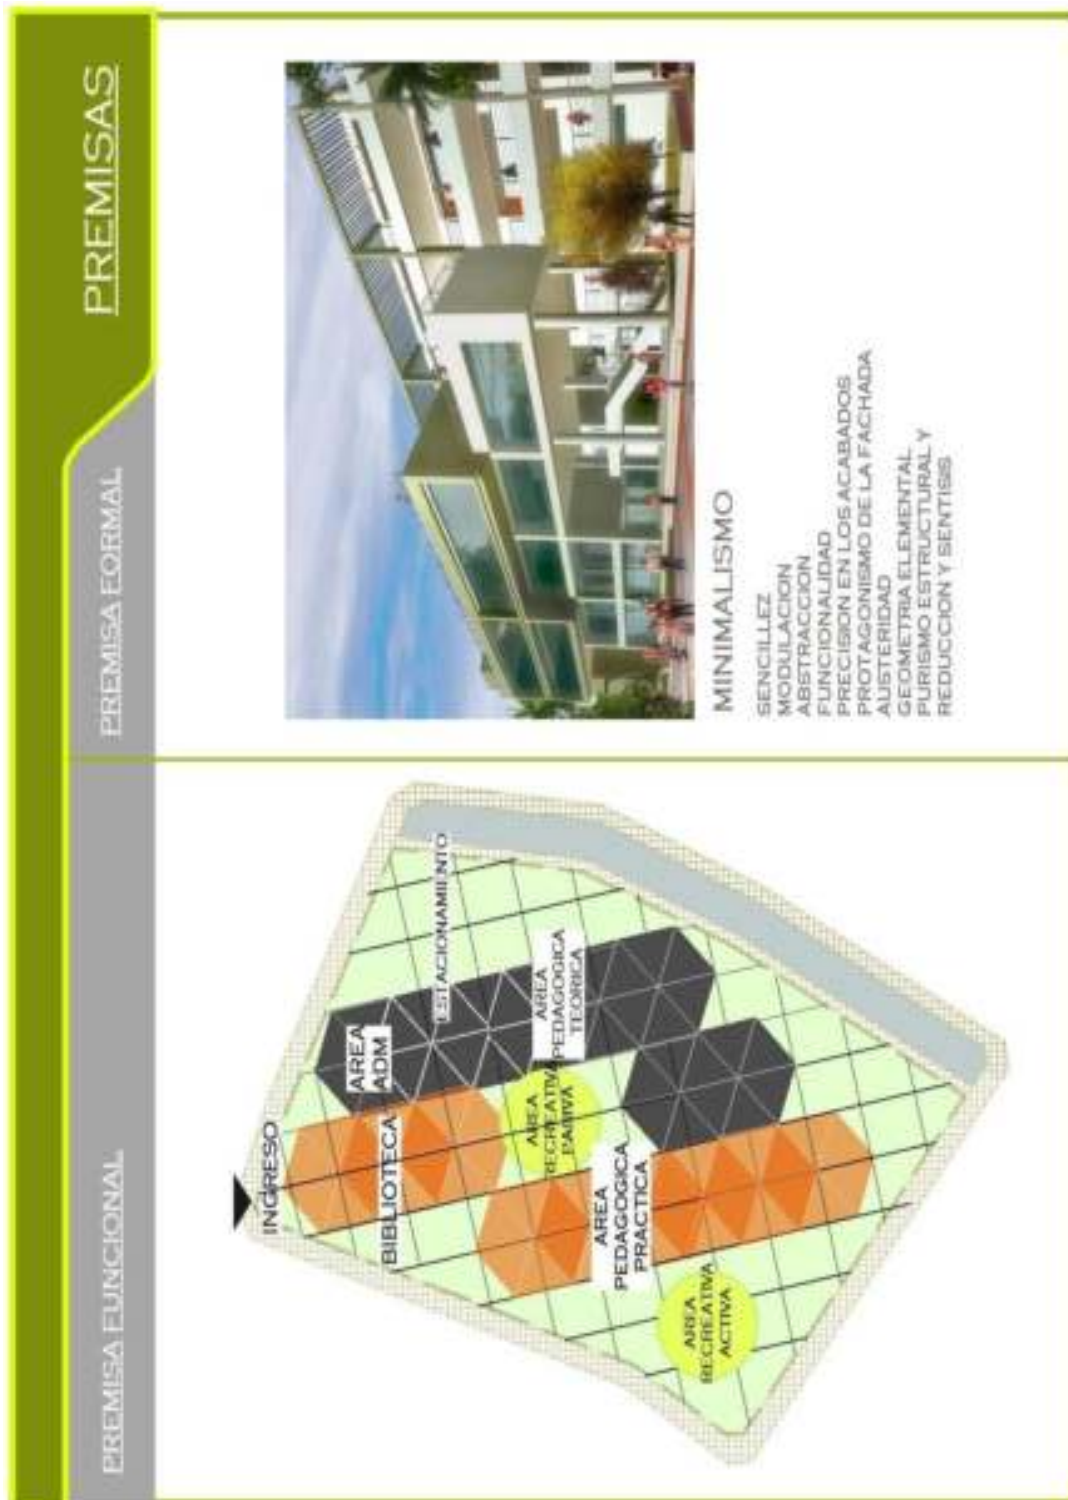 PREMISAS
PREMISA FUNCIONAL
PREMISA FORMAL
INGRESO
AREA
ADM
BIBLIOTECA
ESTACIONAMIENTO
AREA
RECREATIVA
PASIVA
AREA
PEDAGOGICA
TEORICA
AREA
PEDAGOGICA
PRACTICA
AREA
RECREATIVA
ACTIVA
MINIMALISMO
SENCILLEZ
MODULACION
ABSTRACCION
FUNCIONALIDAD
PRECISION EN LOS ACABADOS
PROTAGONISMO DE LA FACHADA
AUSTERIDAD
GEOMETRIA ELEMENTAL
PURISMO ESTRUCTURAL Y
REDUCCION Y SENTISIS